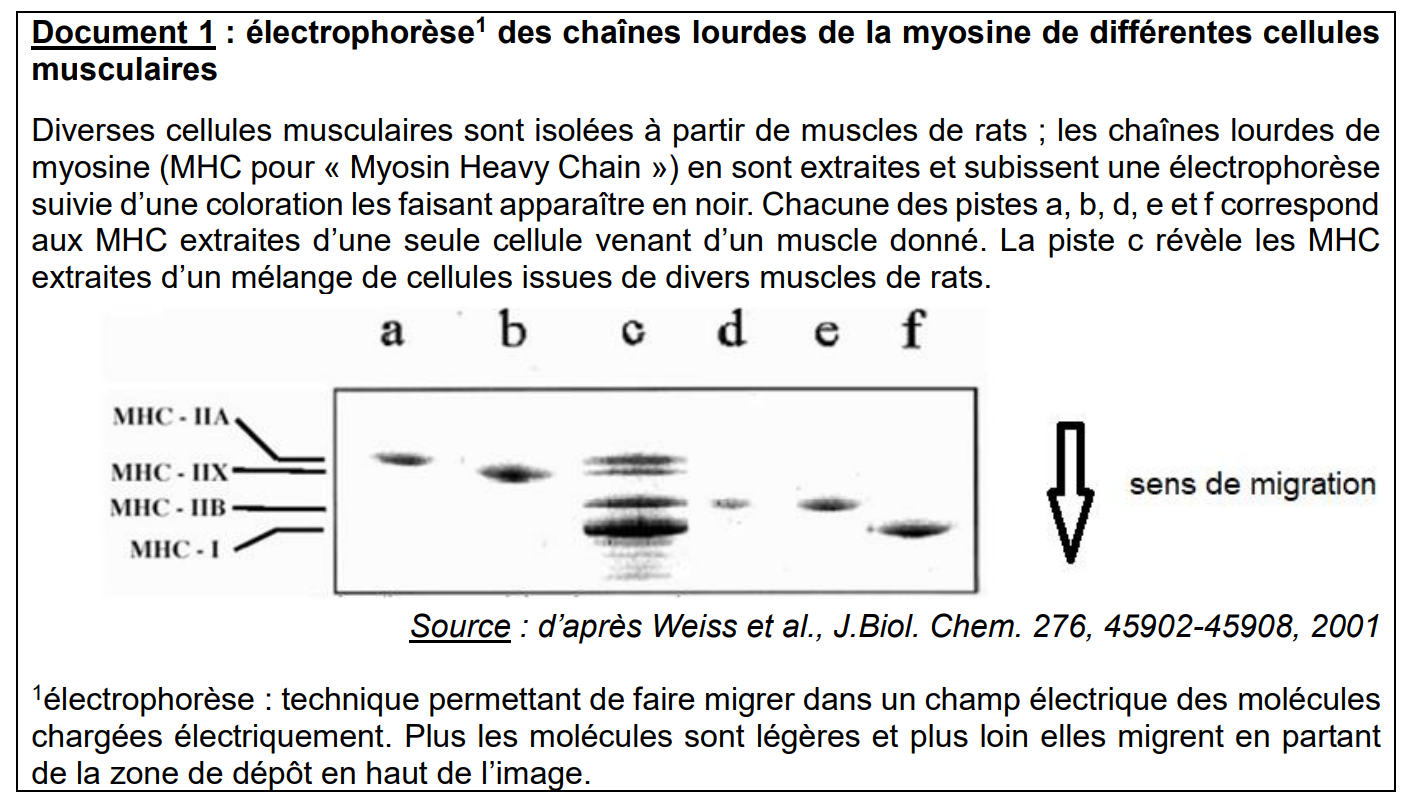 Document 1 : électrophorèse¹ des chaînes lourdes de la myosine de différentes cellules
musculaires
Diverses cellules musculaires sont isolées à partir de muscles de rats ; les chaînes lourdes de
myosine (MHC pour « Myosin Heavy Chain ») en sont extraites et subissent une électrophorèse
suivie d’une coloration les faisant apparaître en noir. Chacune des pistes a, b, d, e et f correspond
aux MHC extraites d’une seule cellule venant d’un muscle donné. La piste c révèle les MHC
extraites d’un mélange de cellules issues de divers muscles de rats.
a b c d e f
MHC - IIA
MHC - IIX
MHC - IIB
MHC - I
sens de migration
Source : d’après Weiss et al., J.Biol. Chem. 276, 45902-45908, 2001
¹électrophorèse : technique permettant de faire migrer dans un champ électrique des molécules
chargées électriquement. Plus les molécules sont légères et plus loin elles migrent en partant
de la zone de dépôt en haut de l’image.